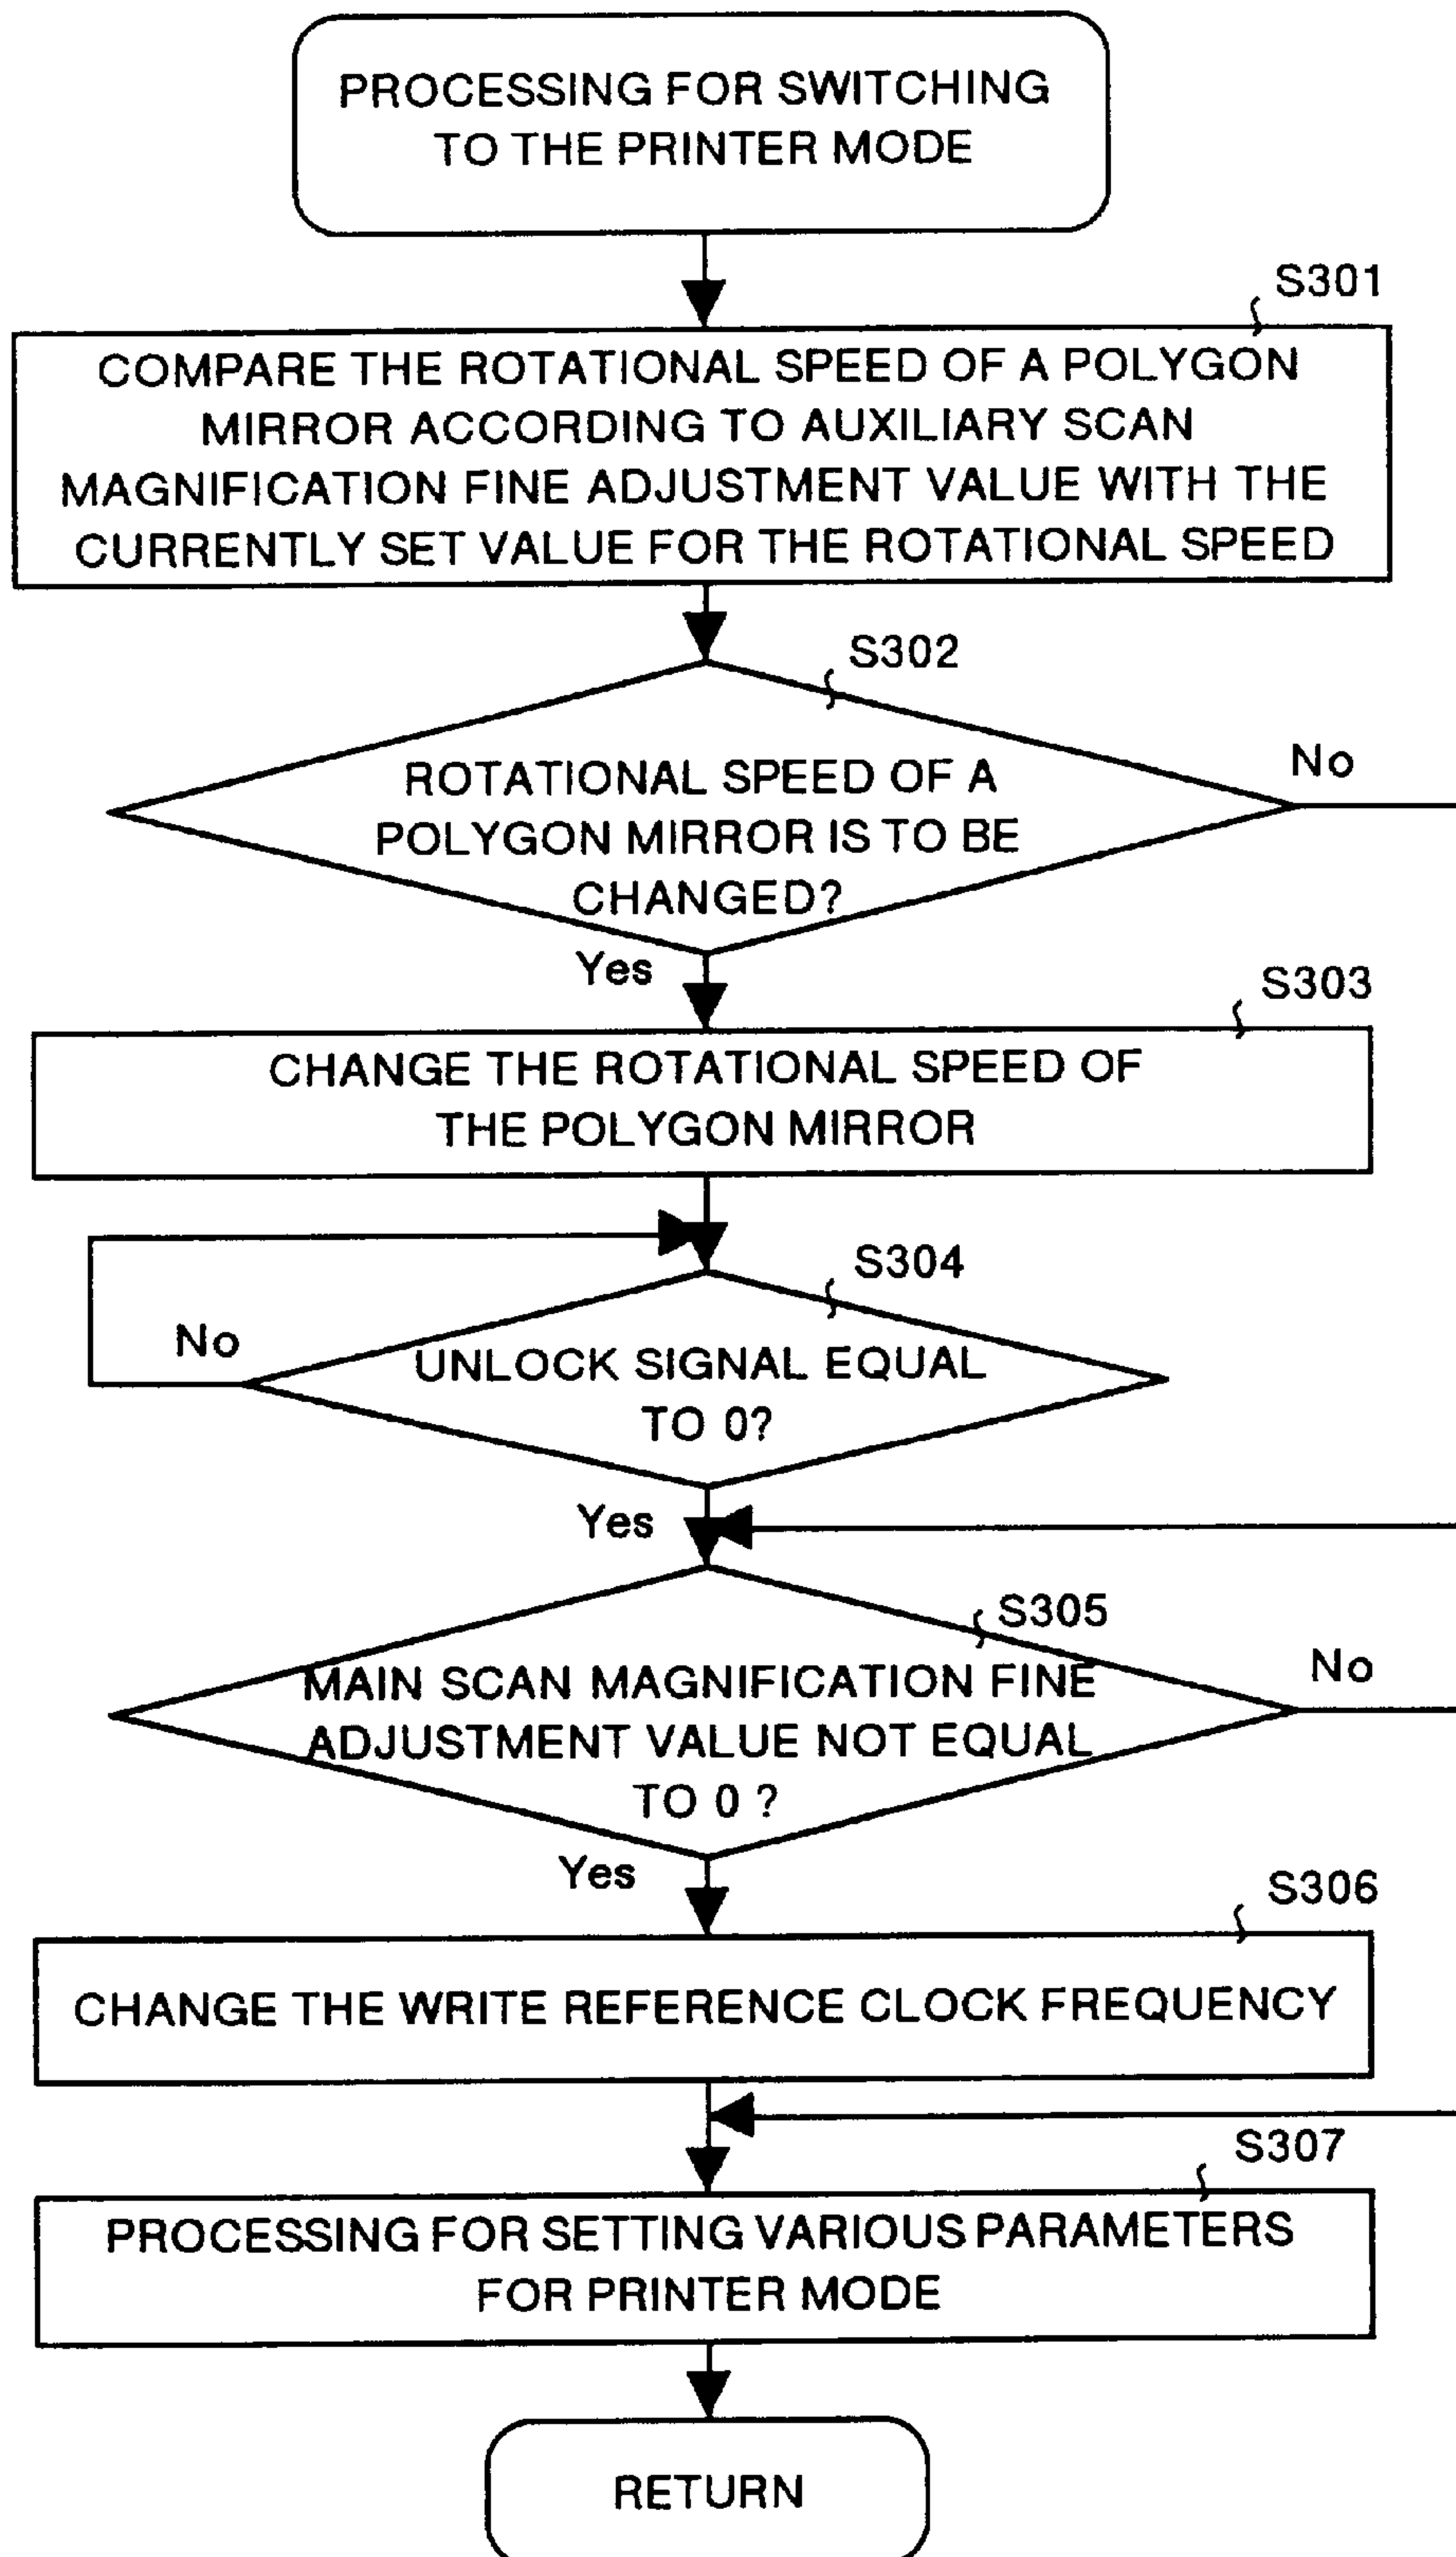 PROCESSING FOR SWITCHING
TO THE PRINTER MODE
S301
COMPARE THE ROTATIONAL SPEED OF A POLYGON
MIRROR ACCORDING TO AUXILIARY SCAN
MAGNIFICATION FINE ADJUSTMENT VALUE WITH THE
CURRENTLY SET VALUE FOR THE ROTATIONAL SPEED
S302
No
ROTATIONAL SPEED OF A
POLYGON MIRROR IS TO BE
CHANGED?
Yes
S303
CHANGE THE ROTATIONAL SPEED OF
THE POLYGON MIRROR
S304
No
UNLOCK SIGNAL EQUAL
TO 0?
Yes
S305
No
MAIN SCAN MAGNIFICATION FINE
ADJUSTMENT VALUE NOT EQUAL
TO 0 ?
Yes
S306
CHANGE THE WRITE REFERENCE CLOCK FREQUENCY
S307
PROCESSING FOR SETTING VARIOUS PARAMETERS
FOR PRINTER MODE
RETURN